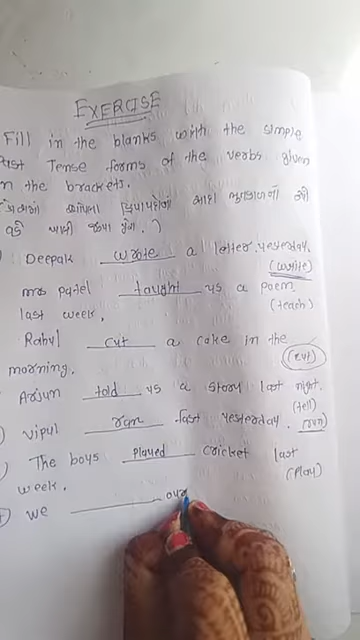 EXERCISE
Fill in the blanks with the simple
Past Tense forms of the verbs given
n the brackets.
Deepak write a letter yesterday.
(write)
mrs patel taught us a poem
last week. (teach)
Rahul cut a cake in the
morning. (cut)
Arjun told us a story last night.
(tell)
vipul ran fast yesterday. (run)
The boys played cricket last
week. (Play)
we our